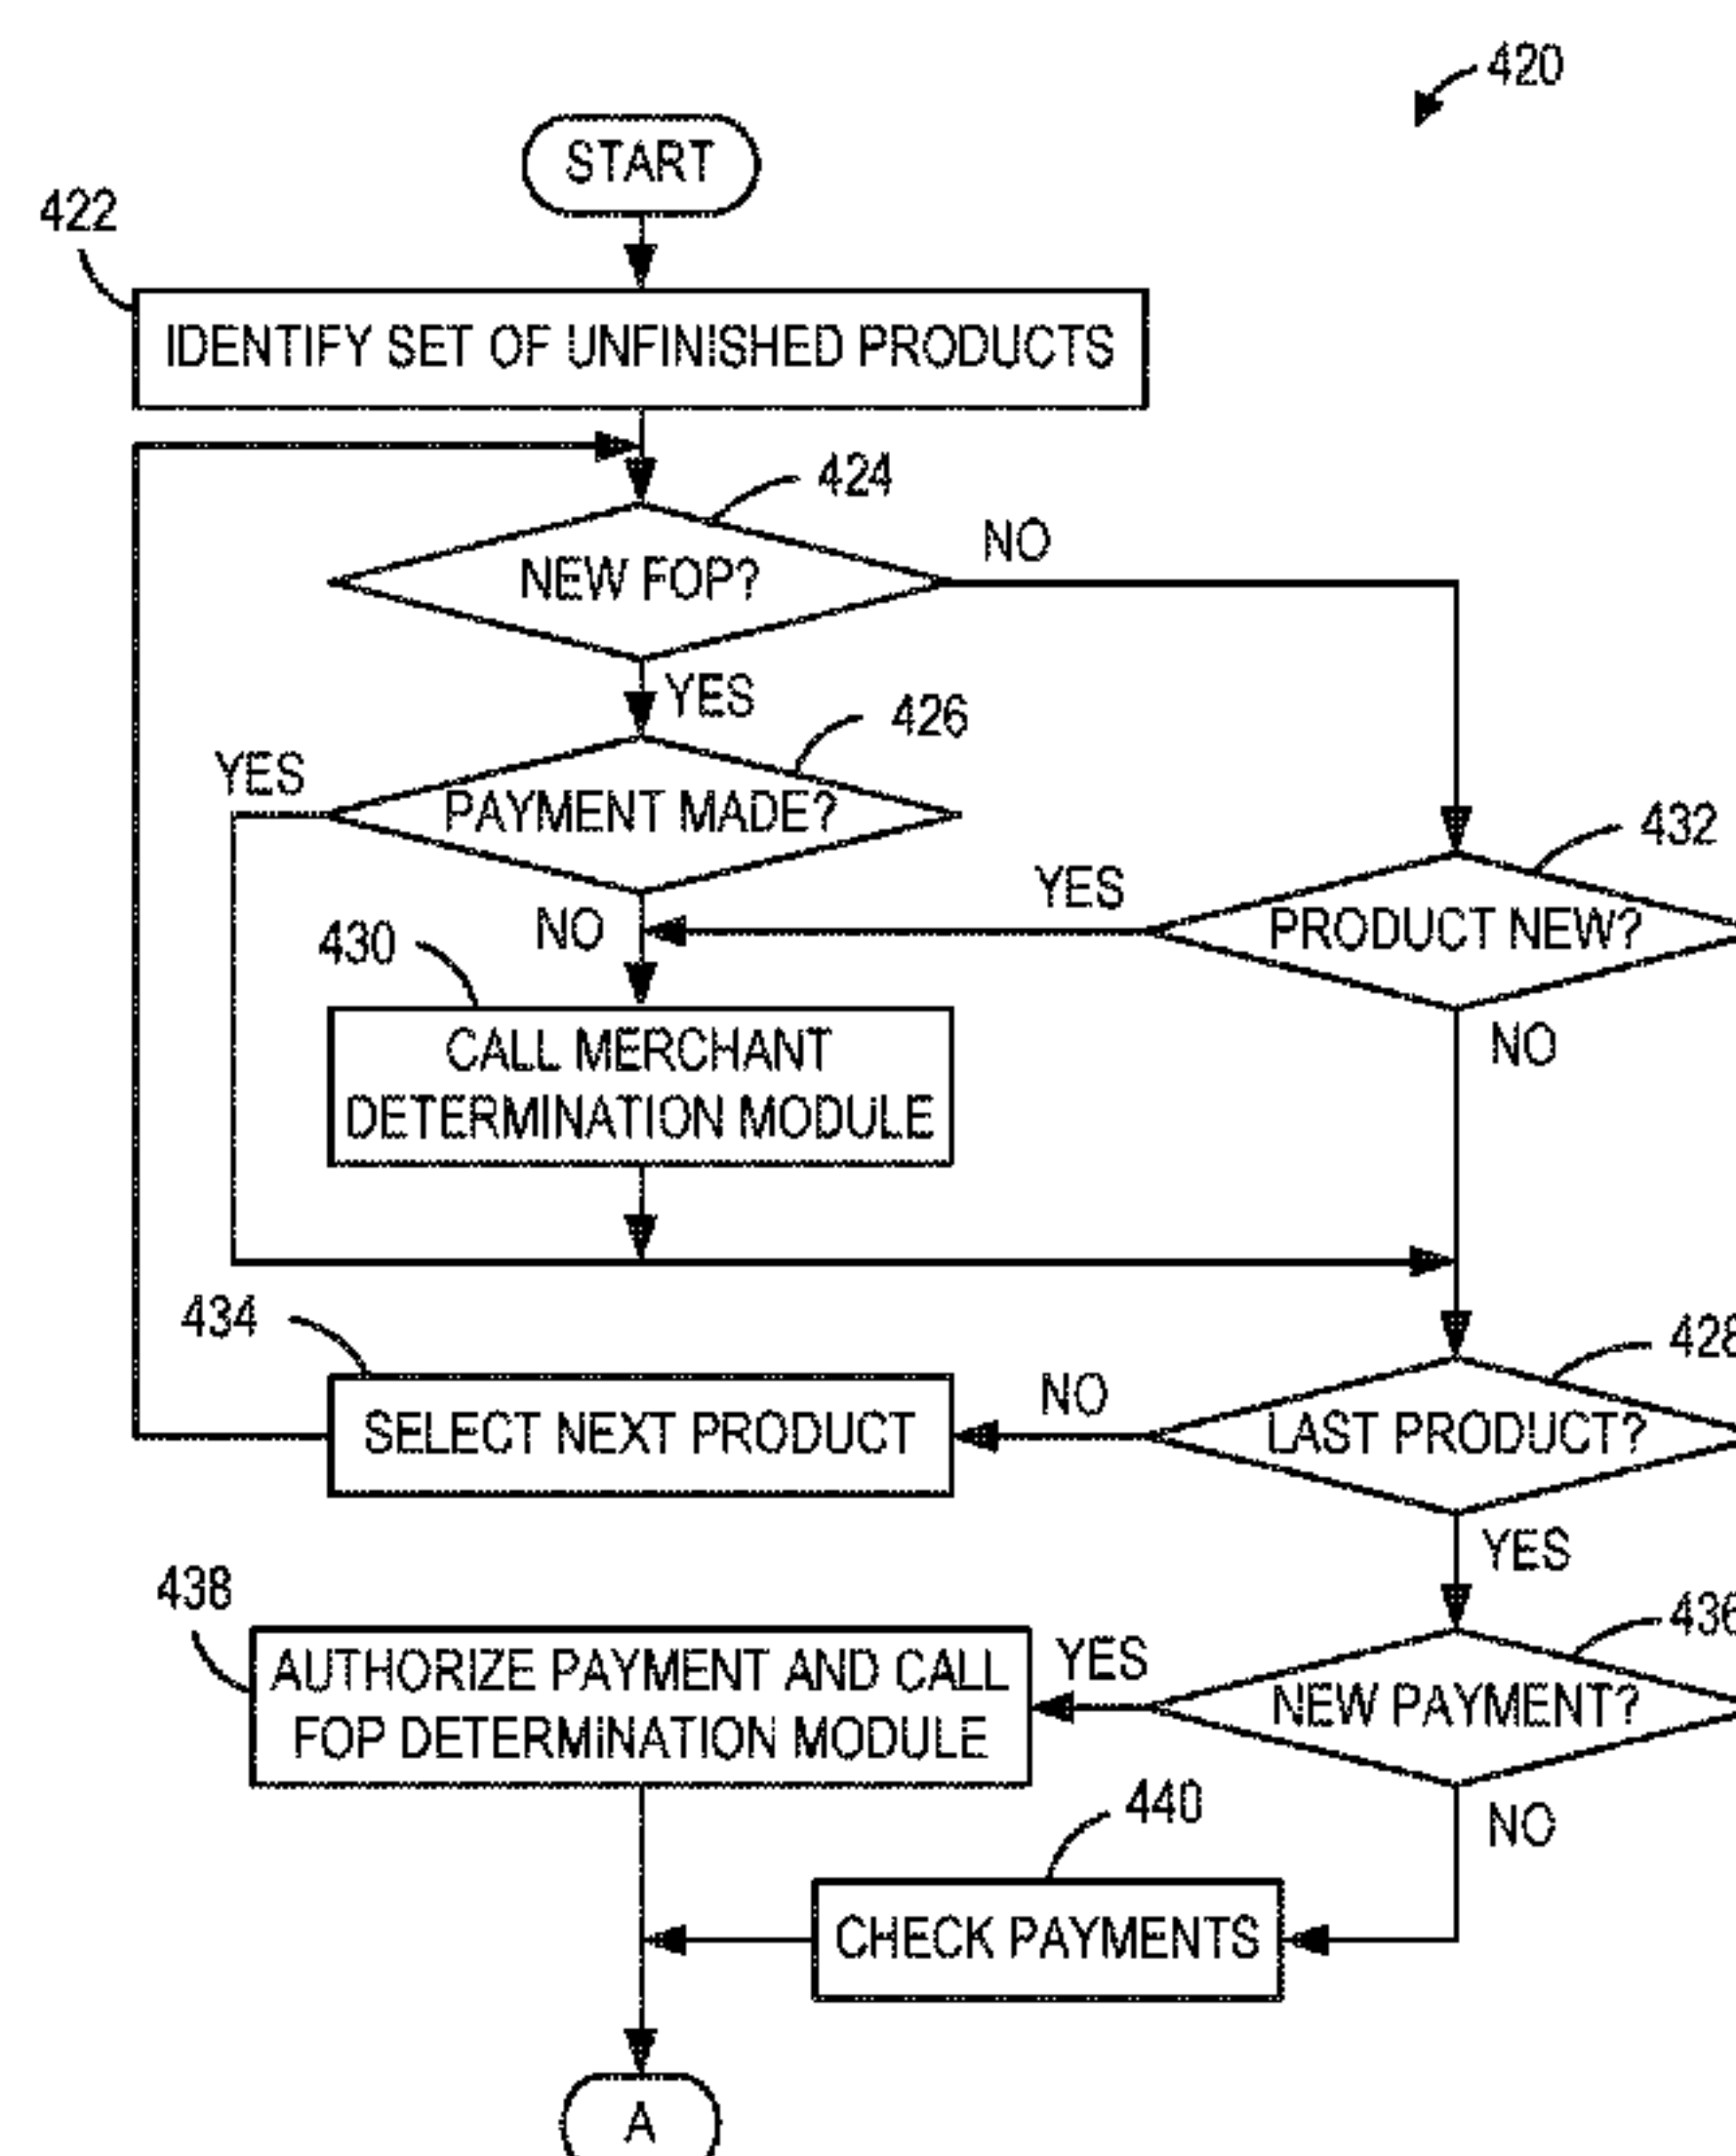 420
START
422
IDENTIFY SET OF UNFINISHED PRODUCTS
424
NEW FOP?
NO
YES
426
YES
PAYMENT MADE?
432
YES
PRODUCT NEW?
NO
430
NO
CALL MERCHANT
DETERMINATION MODULE
434
428
NO
SELECT NEXT PRODUCT
LAST PRODUCT?
YES
438
436
AUTHORIZE PAYMENT AND CALL
FOP DETERMINATION MODULE
YES
NEW PAYMENT?
440
NO
CHECK PAYMENTS
A